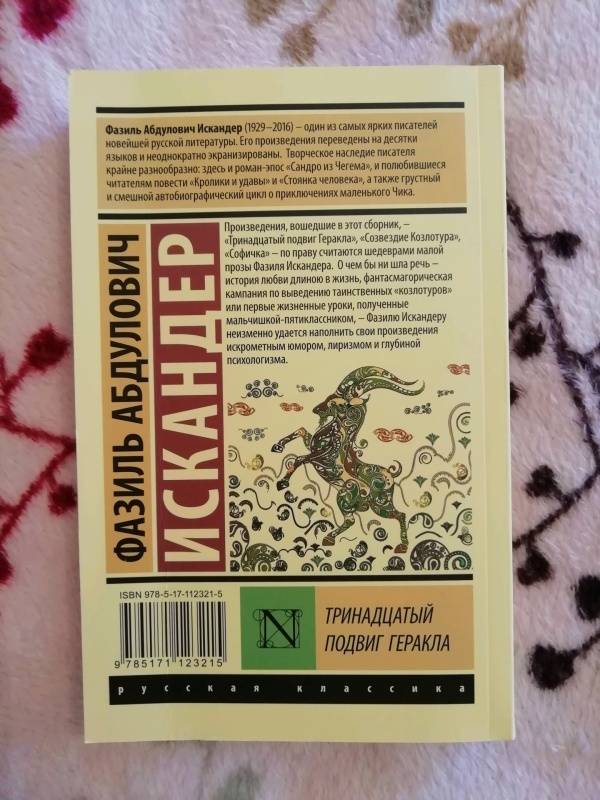 Фазиль Абдулович Искандер (1929–2016) – один из самых ярких писателей
новейшей русской литературы. Его произведения переведены на десятки
языков и неоднократно экранизированы. Творческое наследие писателя
крайне разнообразно: здесь и роман-эпос «Сандро из Чегема», и полюбившиеся
читателям повести «Кролики и удавы» и «Стоянка человека», а также грустный
и смешной автобиографический цикл о приключениях маленького Чика.
ФАЗИЛЬ АБДУЛОВИЧ
ИСКАНДЕР
Произведения, вошедшие в этот сборник, –
«Тринадцатый подвиг Геракла», «Созвездие Козлотура»,
«Софичка» – по праву считаются шедеврами малой
прозы Фазиля Искандера. О чем бы ни шла речь –
история любви длиною в жизнь, фантасмагорическая
кампания по выведению таинственных «козлотуров»
или первые жизненные уроки, полученные
мальчишкой-пятиклассником, – Фазилю Искандеру
неизменно удается наполнить свои произведения
искрометным юмором, лиризмом и глубиной
психологизма.
ISBN 978-5-17-112321-5
9 785171 123215
N
ТРИНАДЦАТЫЙ
ПОДВИГ ГЕРАКЛА
русская классика